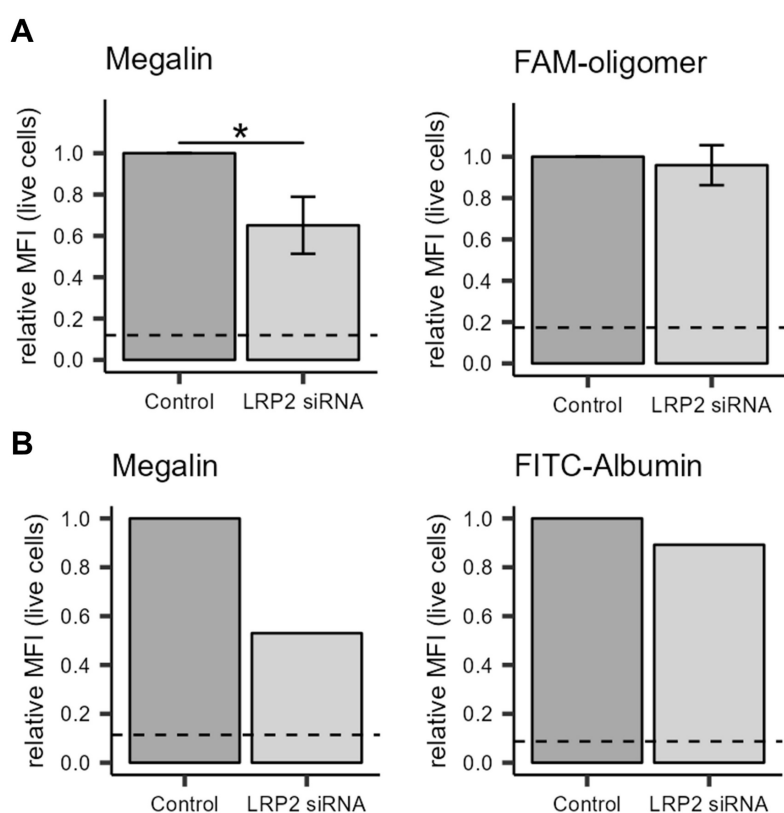 A
Megalin
relative MFI (live cells)
1.0
0.8
0.6
0.4
0.2
0.0
*
Control LRP2 siRNA
FAM-oligomer
relative MFI (live cells)
1.0
0.8
0.6
0.4
0.2
0.0
Control LRP2 siRNA
B
Megalin
relative MFI (live cells)
1.0
0.8
0.6
0.4
0.2
0.0
Control LRP2 siRNA
FITC-Albumin
relative MFI (live cells)
1.0
0.8
0.6
0.4
0.2
0.0
Control LRP2 siRNA